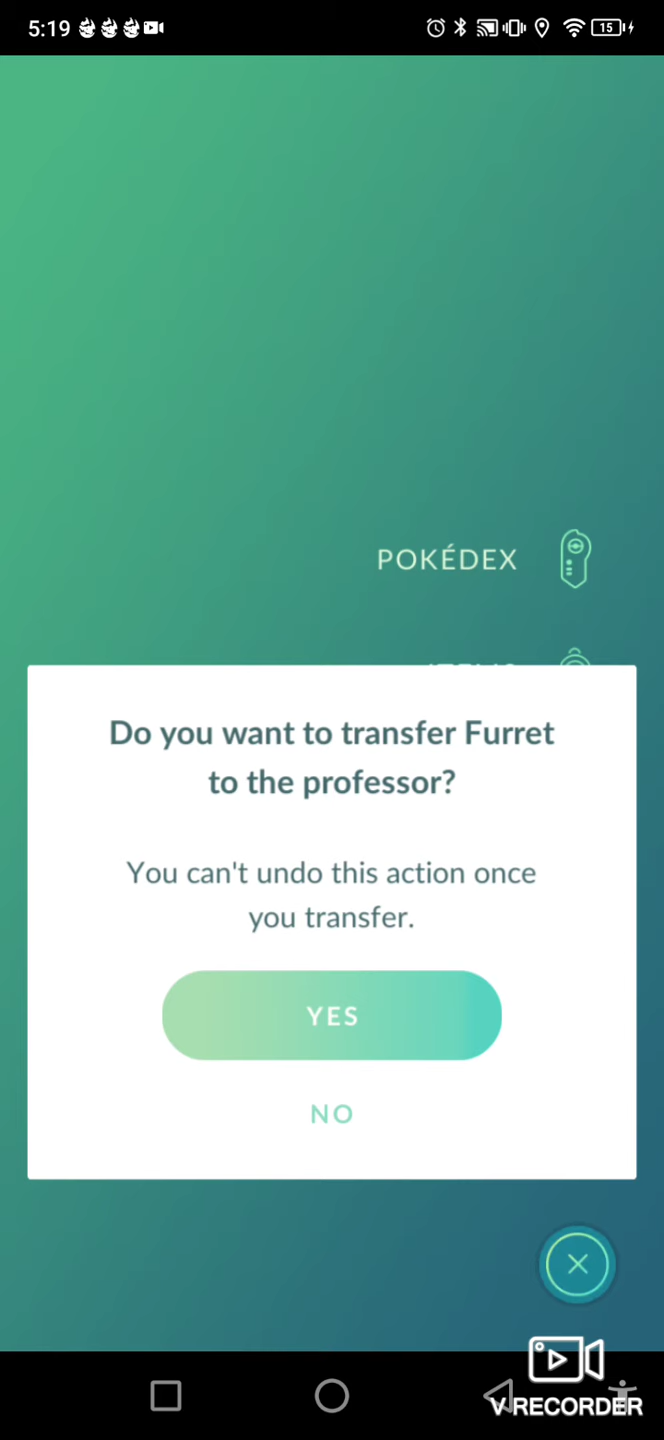 5:19
15
POKÉDEX
Do you want to transfer Furret
to the professor?
You can't undo this action once
you transfer.
YES
NO
V RECORDER